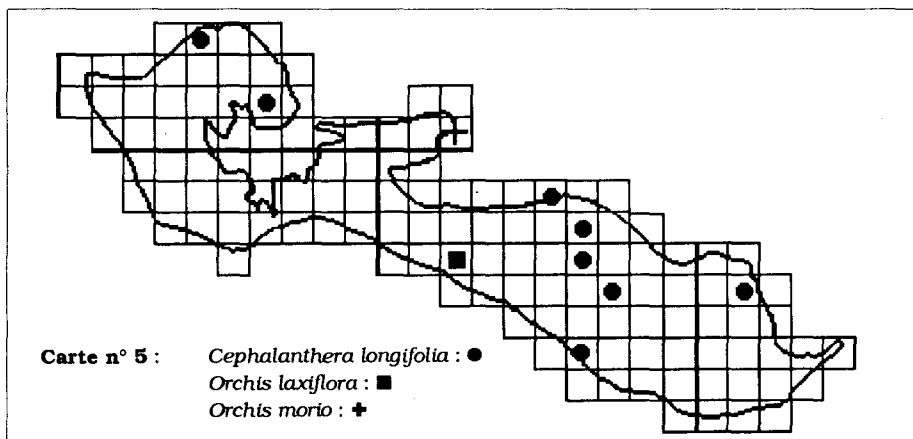 Carte n° 5 : Cephalanthera longifolia : ●
Orchis laxiflora : ■
Orchis morio : ✚